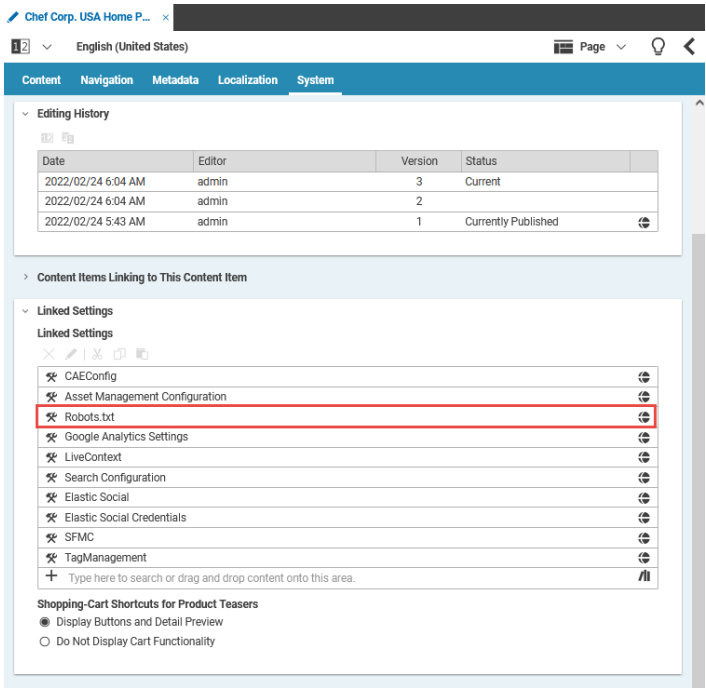 Chef Corp. USA Home P... ×
12 English (United States) Page
Content Navigation Metadata Localization System
Editing History
Date Editor Version Status
2022/02/24 6:04 AM admin 3 Current
2022/02/24 6:04 AM admin 2
2022/02/24 5:43 AM admin 1 Currently Published
Content Items Linking to This Content Item
Linked Settings
Linked Settings
CAEConfig
Asset Management Configuration
Robots.txt
Google Analytics Settings
LiveContext
Search Configuration
Elastic Social
Elastic Social Credentials
SFMC
TagManagement
Type here to search or drag and drop content onto this area.
Shopping-Cart Shortcuts for Product Teasers
Display Buttons and Detail Preview
Do Not Display Cart Functionality